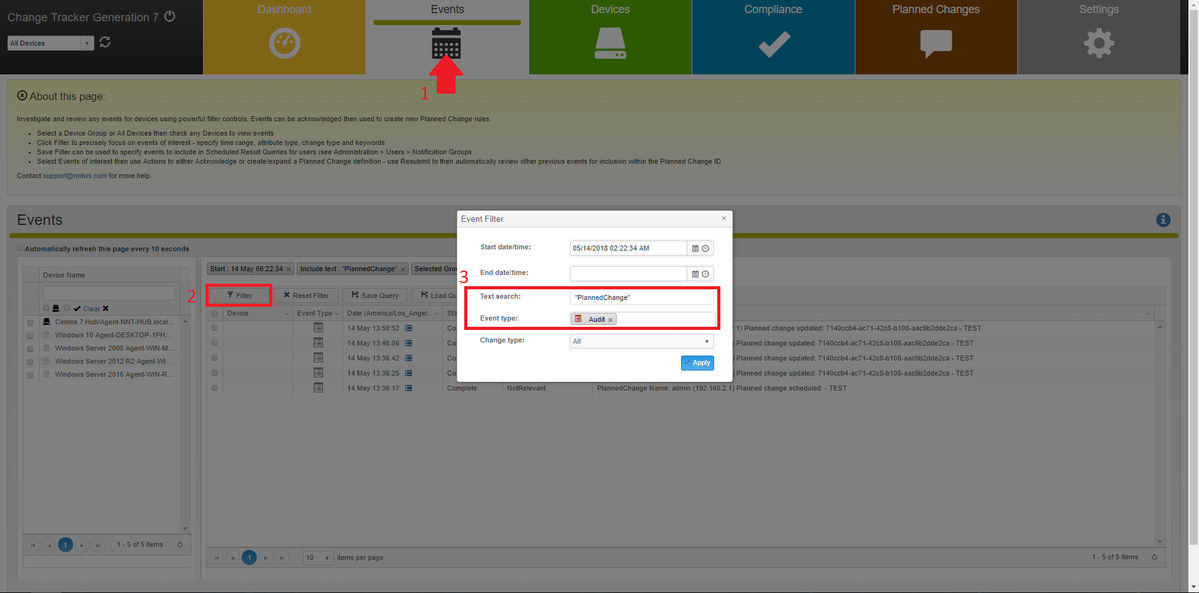 Change Tracker Generation 7
All Devices
Dashboard
Events
Devices
Compliance
Planned Changes
Settings
1
About this page:
Investigate and review any events for devices using powerful filter controls. Events can be acknowledged then used to create new Planned Change rules.
Select a Device Group or All Devices then check any Devices to view events
Click Filter to precisely focus on events of interest - specify time range, attribute type, change type and keywords
Save Filter can be used to specify events to include in Scheduled Result Queries for users (see Administration > Users > Notification Groups
Select Events of interest then use Actions to either Acknowledge or create/expand a Planned Change definition - use Resubmit to then automatically review other previous events for inclusion within the Planned Change ID
Contact support@nntws.com for more help.
Events
Automatically refresh this page every 10 seconds
Device Name
Clear
Centos 7 Hub/Agent-NNT-HUB.local...
Windows 10 Agent-DESKTOP-1PH...
Windows Server 2008 Agent-WIN-M...
Windows Server 2012 R2 Agent-WI...
Windows Server 2016 Agent-WIN-R...
1
1 - 5 of 5 items
Start : 14 May 06:22:34 ×
Include text : "PlannedChange" ×
Selected Grou
2
Filter
Reset Filter
Save Query
Load Qu
Device
Event Type
Date (America/Los_Angel...
Sta
14 May 13:50:52 Co .1) Planned change updated: 7140ccb4-ac71-42c8-b108-aac9b2dde2ca - TEST
14 May 13:48:06 Co Planned change updated: 7140ccb4-ac71-42c8-b108-aac9b2dde2ca - TEST
14 May 13:36:42 Co Planned change updated: 7140ccb4-ac71-42c8-b108-aac9b2dde2ca - TEST
14 May 13:36:25 Co Planned change updated: 7140ccb4-ac71-42c8-b108-aac9b2dde2ca - TEST
14 May 13:36:17 Complete NotRelevant PlannedChange Name: admin (192.168.2.1) Planned change scheduled. - TEST
1
10
items per page
1 - 5 of 5 items
Event Filter ×
Start date/time: 05/14/2018 02:22:34 AM
End date/time:
3
Text search: "PlannedChange"
Event type: Audit ×
Change type: All
Apply